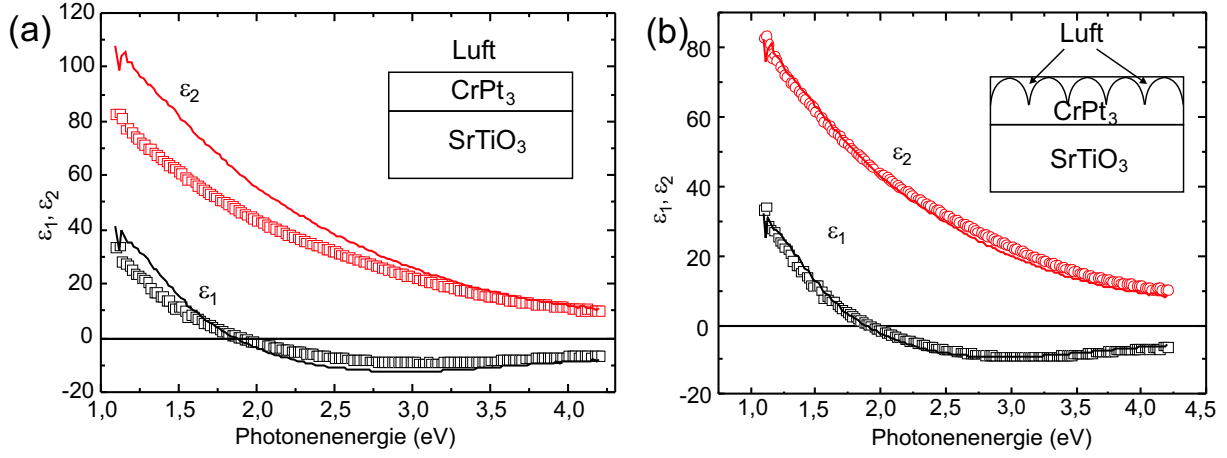 (a)
120
100
80
60
40
20
0
-20
ε₁, ε₂
1,0 1,5 2,0 2,5 3,0 3,5 4,0
Photonenenergie (eV)
ε₂
ε₁
Luft
CrPt₃
SrTiO₃
(b)
80
60
40
20
0
-20
ε₁, ε₂
1,0 1,5 2,0 2,5 3,0 3,5 4,0 4,5
Photonenenergie (eV)
ε₂
ε₁
Luft
CrPt₃
SrTiO₃